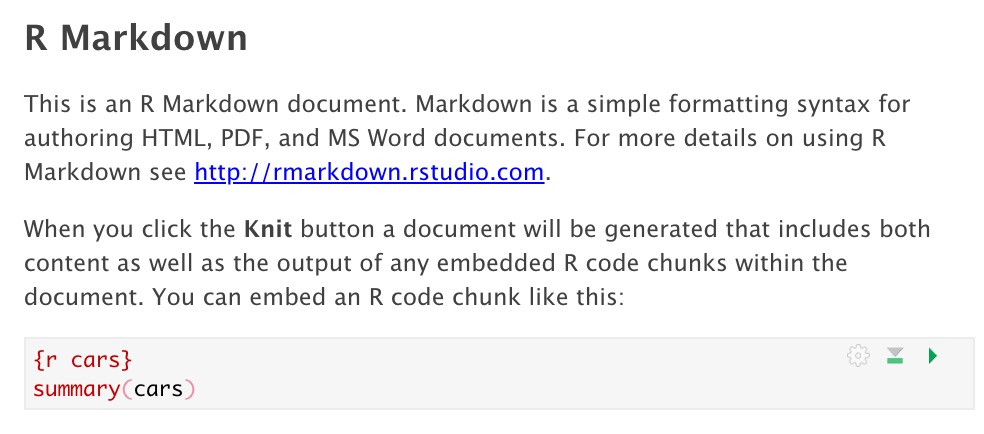 R Markdown
This is an R Markdown document. Markdown is a simple formatting syntax for
authoring HTML, PDF, and MS Word documents. For more details on using R
Markdown see http://rmarkdown.rstudio.com.
When you click the Knit button a document will be generated that includes both
content as well as the output of any embedded R code chunks within the
document. You can embed an R code chunk like this:
{r cars}
summary(cars)